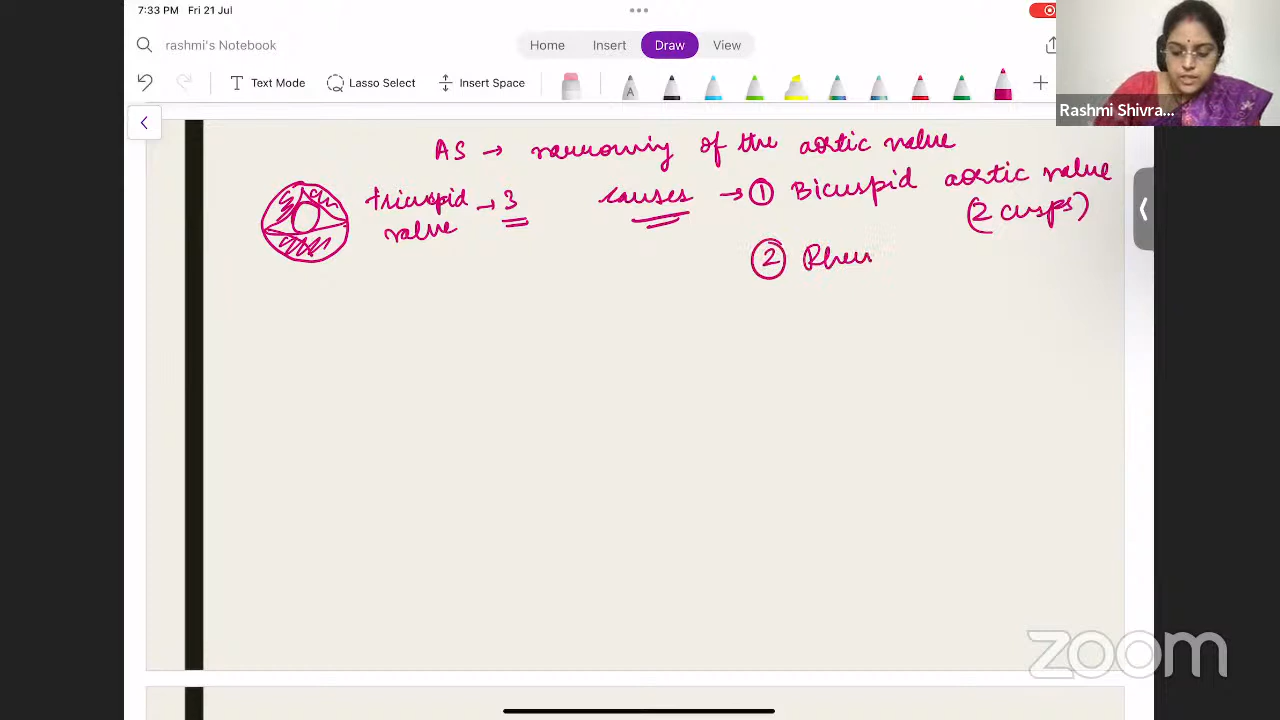 7:33 PM Fri 21 Jul
rashmi's Notebook
Home Insert Draw View
Text Mode Lasso Select Insert Space
A
Rashmi Shivra...
AS → narrowing of the aortic valve
tricuspid → 3
valve
causes → ① Bicuspid aortic valve
(2 cusps)
② Rheu
zoom